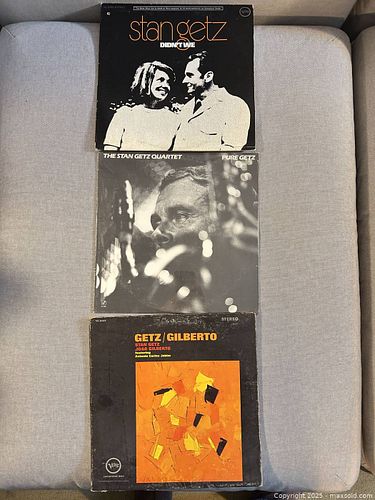 stan getz
DIDN'T WE
verve
THE STAN GETZ QUARTET
PURE GETZ
STEREO
GETZ/GILBERTO
STAN GETZ
JOAO GILBERTO
featuring
Antonio Carlos Jobim
Verve
Copyright 2025 - maxsold.com